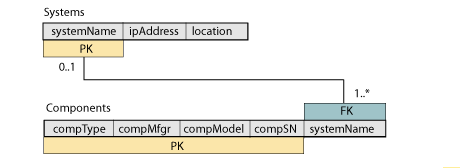 Systems
systemName ipAddress location
PK
0..1
1..*
Components
FK
compType compMfgr compModel compSN systemName
PK